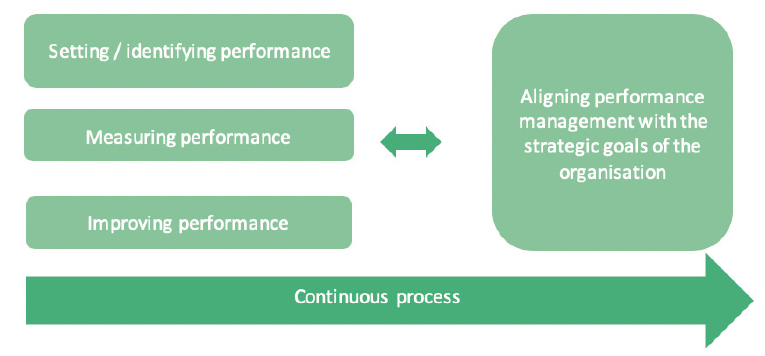 Setting / identifying performance
Measuring performance
Improving performance
Aligning performance
management with the
strategic goals of the
organisation
Continuous process